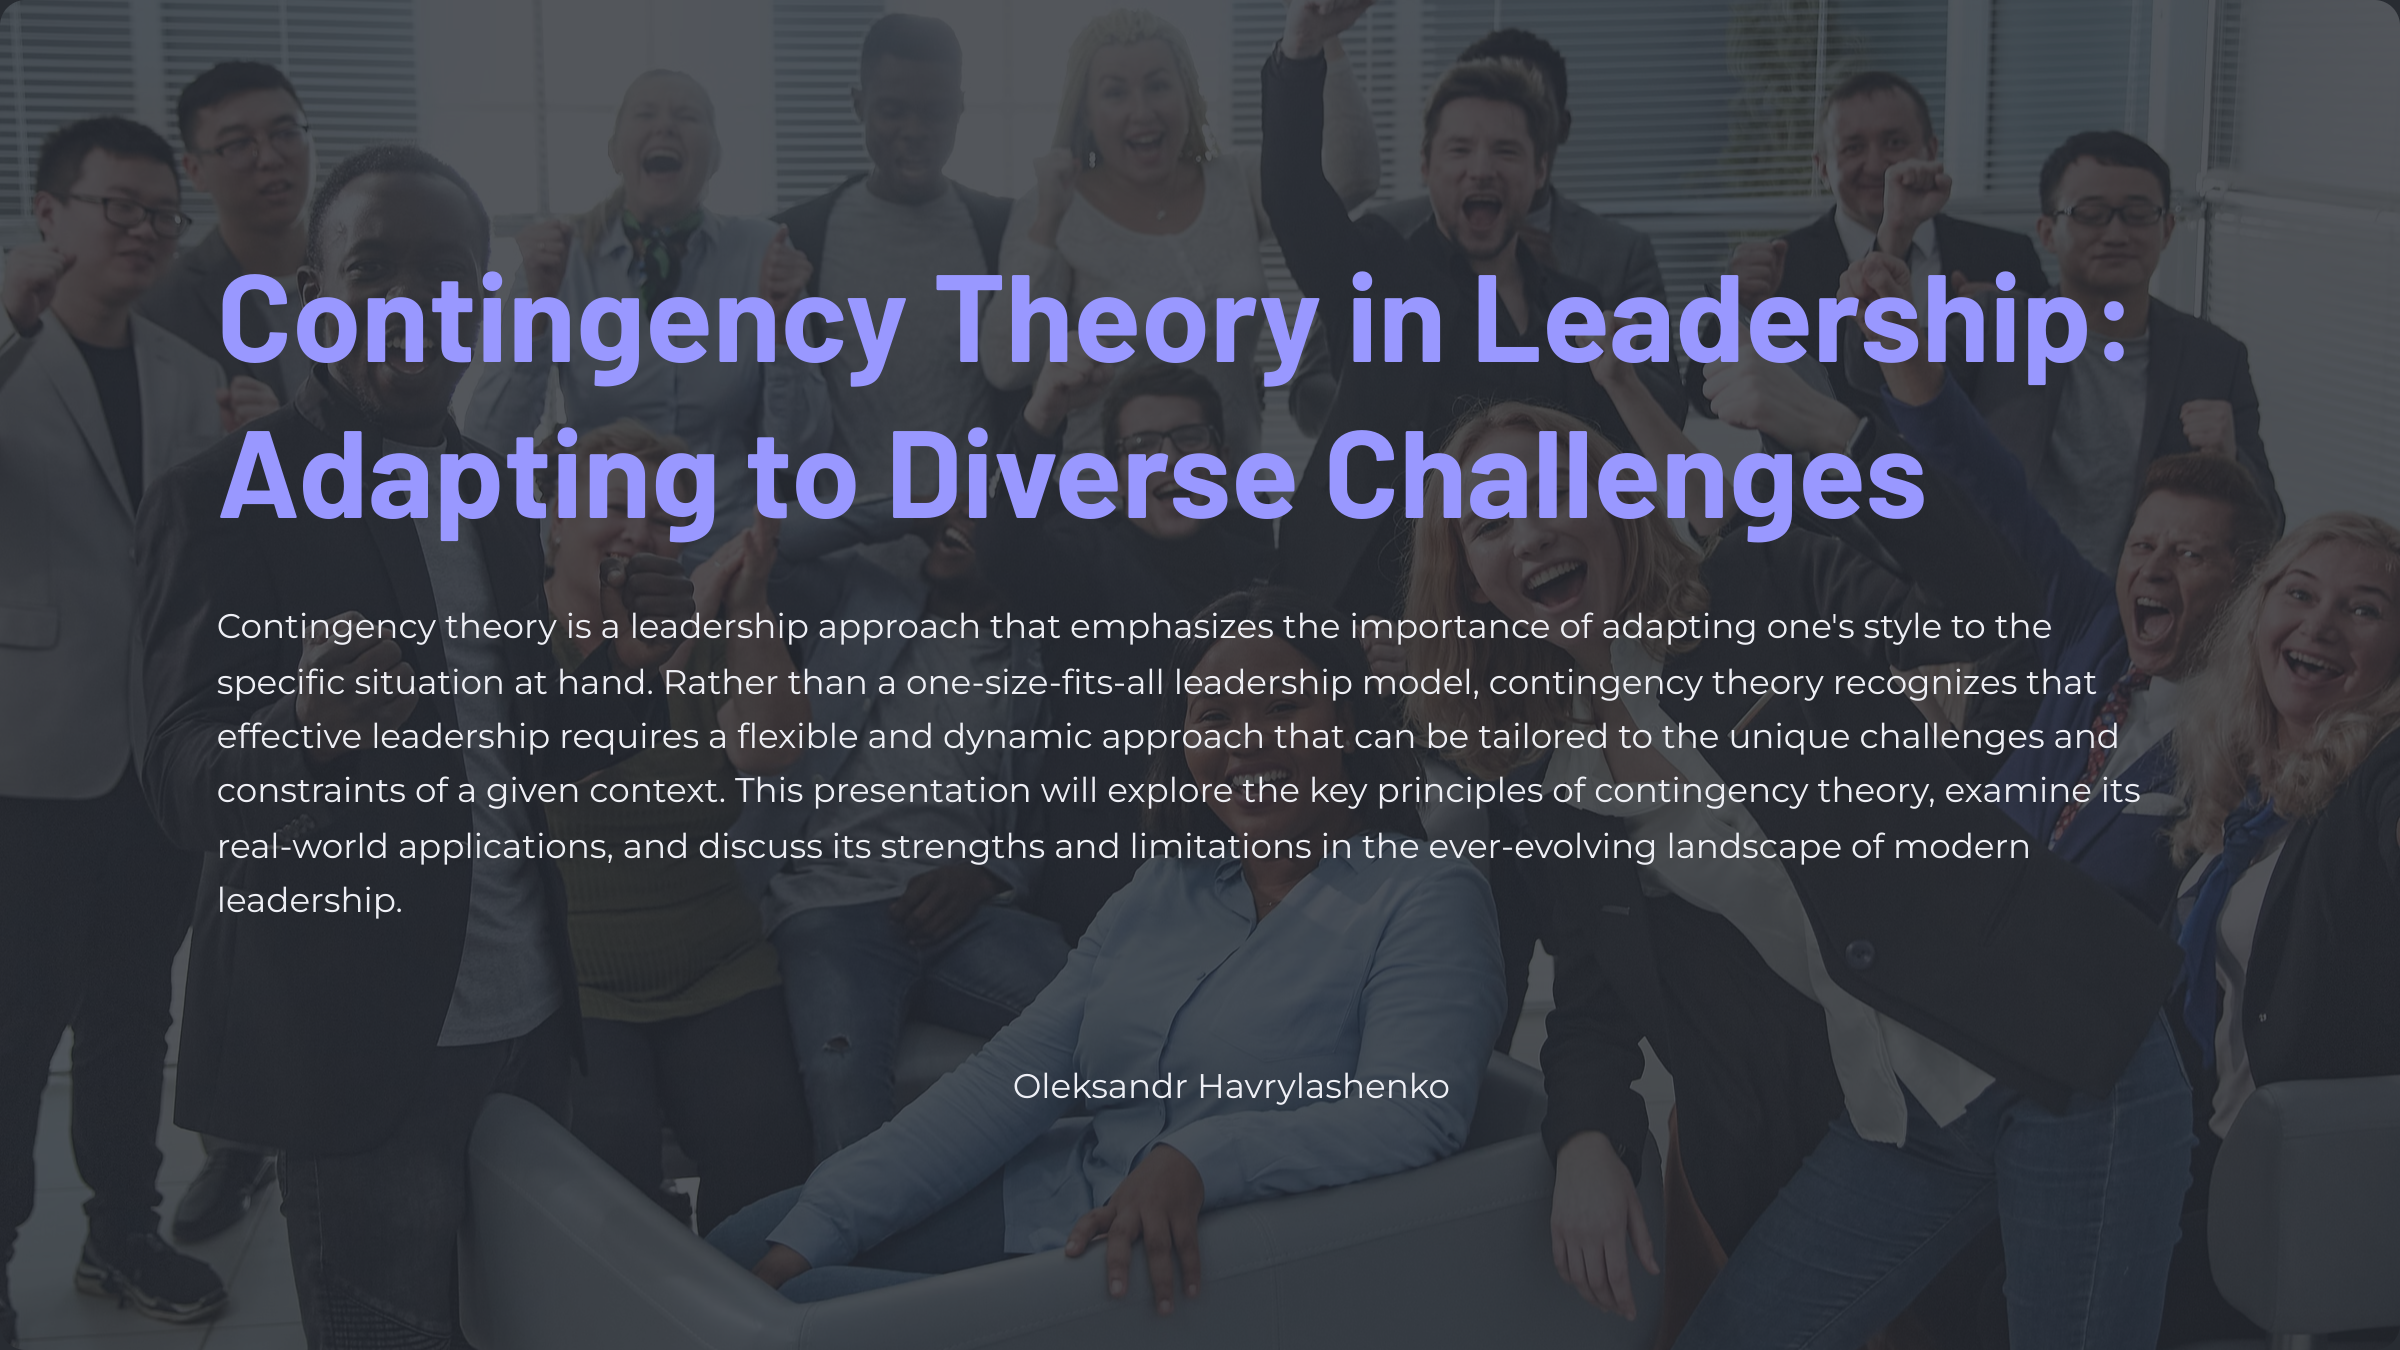 Contingency Theory in Leadership:
Adapting to Diverse Challenges
Contingency theory is a leadership approach that emphasizes the importance of adapting one's style to the
specific situation at hand. Rather than a one-size-fits-all leadership model, contingency theory recognizes that
effective leadership requires a flexible and dynamic approach that can be tailored to the unique challenges and
constraints of a given context. This presentation will explore the key principles of contingency theory, examine its
real-world applications, and discuss its strengths and limitations in the ever-evolving landscape of modern
leadership.
Oleksandr Havrylashenko